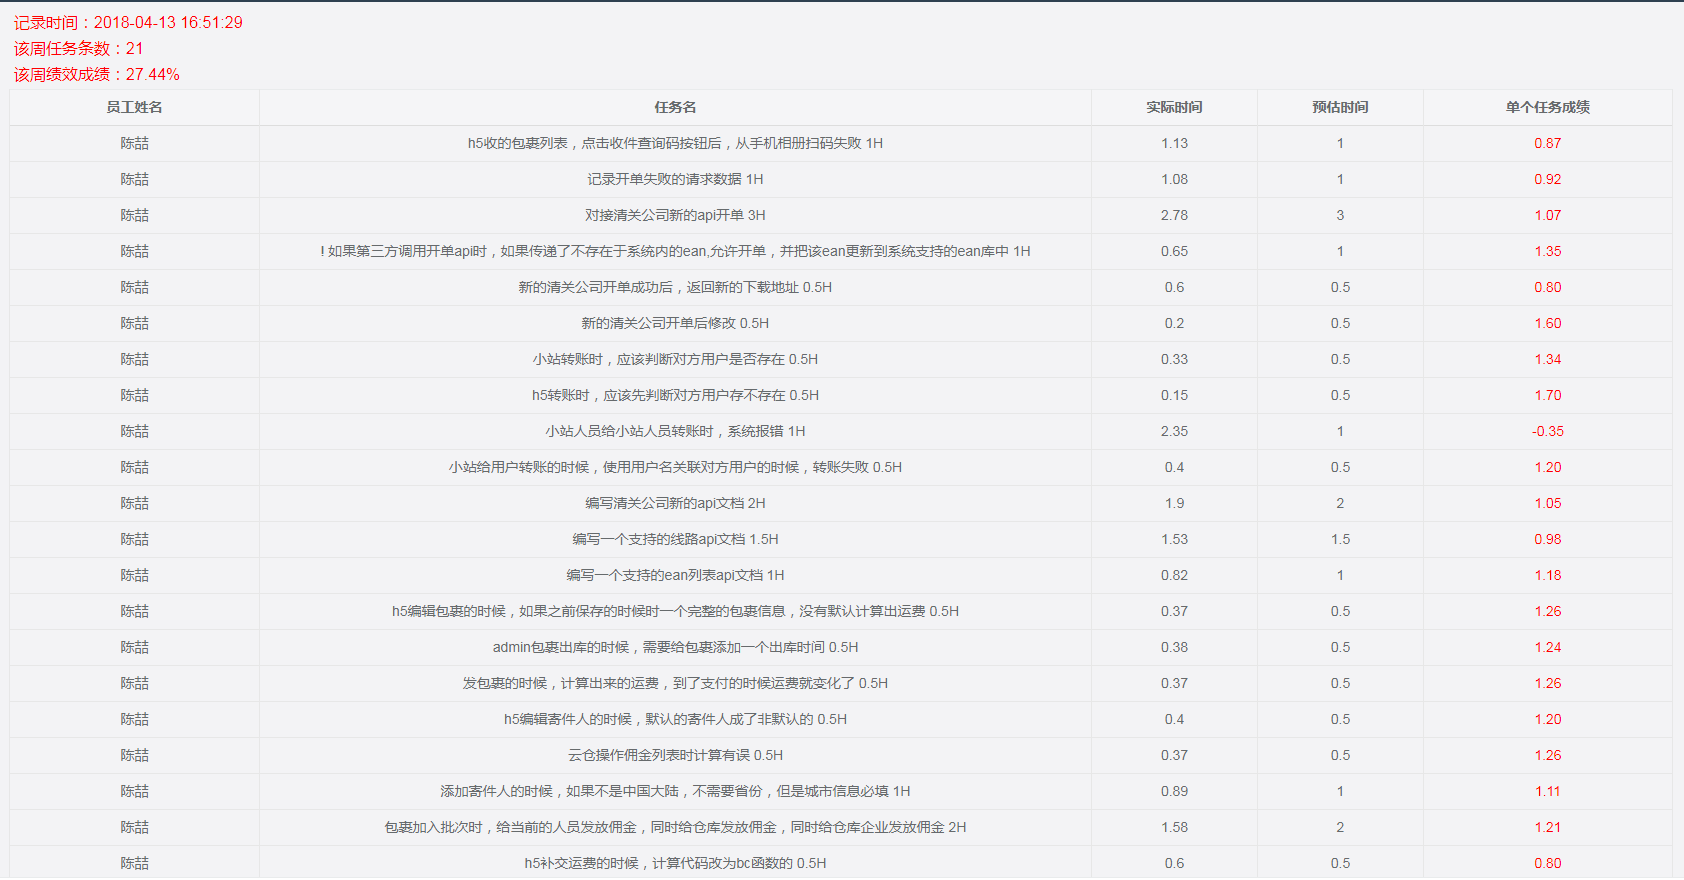 记录时间：2018-04-13 16:51:29
该周任务条数：21
该周绩效成绩：27.44%
员工姓名 任务名 实际时间 预估时间 单个任务成绩
陈喆 h5收的包裹列表，点击收件查询码按钮后，从手机相册扫码失败 1H 1.13 1 0.87
陈喆 记录开单失败的请求数据 1H 1.08 1 0.92
陈喆 对接清关公司新的api开单 3H 2.78 3 1.07
陈喆 ! 如果第三方调用开单api时，如果传递了不存在于系统内的ean,允许开单，并把该ean更新到系统支持的ean库中 1H 0.65 1 1.35
陈喆 新的清关公司开单成功后，返回新的下载地址 0.5H 0.6 0.5 0.80
陈喆 新的清关公司开单后修改 0.5H 0.2 0.5 1.60
陈喆 小站转账时，应该判断对方用户是否存在 0.5H 0.33 0.5 1.34
陈喆 h5转账时，应该先判断对方用户存不存在 0.5H 0.15 0.5 1.70
陈喆 小站人员给小站人员转账时，系统报错 1H 2.35 1 -0.35
陈喆 小站给用户转账的时候，使用用户名关联对方用户的时候，转账失败 0.5H 0.4 0.5 1.20
陈喆 编写清关公司新的api文档 2H 1.9 2 1.05
陈喆 编写一个支持的线路api文档 1.5H 1.53 1.5 0.98
陈喆 编写一个支持的ean列表api文档 1H 0.82 1 1.18
陈喆 h5编辑包裹的时候，如果之前保存的时候时一个完整的包裹信息，没有默认计算出运费 0.5H 0.37 0.5 1.26
陈喆 admin包裹出库的时候，需要给包裹添加一个出库时间 0.5H 0.38 0.5 1.24
陈喆 发包裹的时候，计算出来的运费，到了支付的时候运费就变化了 0.5H 0.37 0.5 1.26
陈喆 h5编辑寄件人的时候，默认的寄件人成了非默认的 0.5H 0.4 0.5 1.20
陈喆 云仓操作佣金列表时计算有误 0.5H 0.37 0.5 1.26
陈喆 添加寄件人的时候，如果不是中国大陆，不需要省份，但是城市信息必填 1H 0.89 1 1.11
陈喆 包裹加入批次时，给当前的人员发放佣金，同时给仓库发放佣金，同时给仓库企业发放佣金 2H 1.58 2 1.21
陈喆 h5补交运费的时候，计算代码改为bc函数的 0.5H 0.6 0.5 0.80